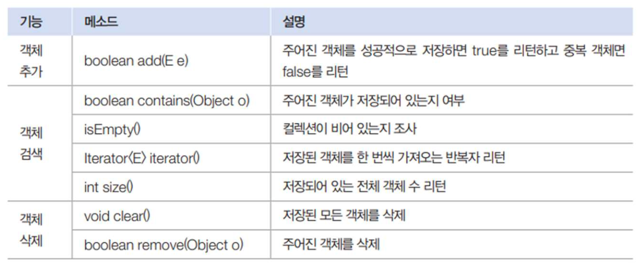 기능 메소드 설명
객체 추가 boolean add(E e) 주어진 객체를 성공적으로 저장하면 true를 리턴하고 중복 객체면 false를 리턴
객체 검색 boolean contains(Object o) 주어진 객체가 저장되어 있는지 여부
isEmpty() 컬렉션이 비어 있는지 조사
Iterator〈E〉 iterator() 저장된 객체를 한 번씩 가져오는 반복자 리턴
int size() 저장되어 있는 전체 객체 수 리턴
객체 삭제 void clear() 저장된 모든 객체를 삭제
boolean remove(Object o) 주어진 객체를 삭제